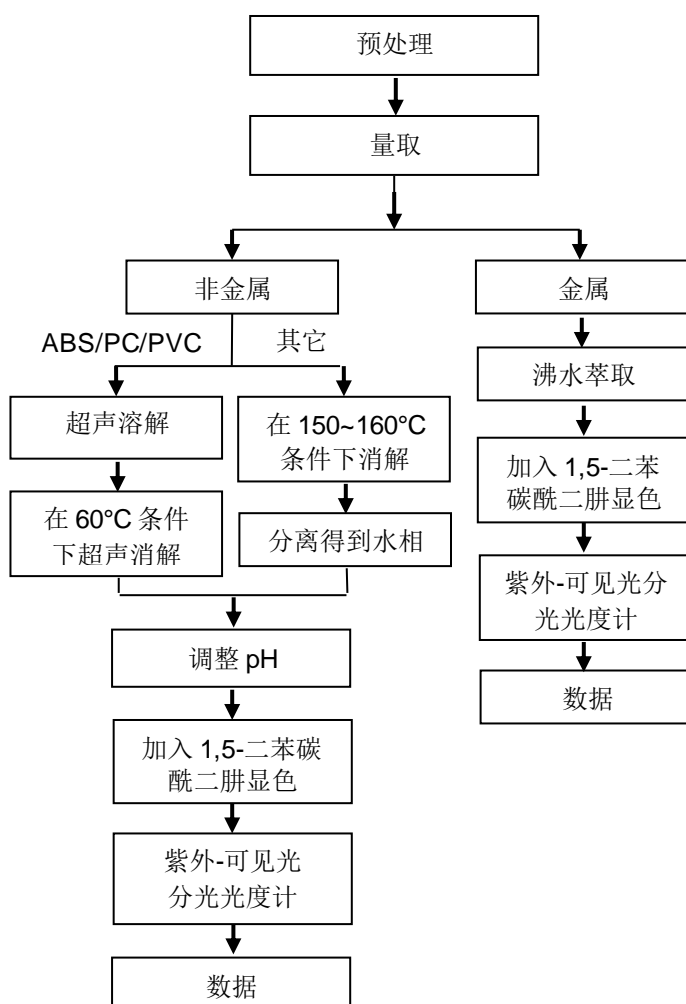 预处理
量取
非金属
金属
ABS/PC/PVC
其它
沸水萃取
超声溶解
在 150~160°C
条件下消解
加入 1,5-二苯
碳酰二肼显色
在 60°C 条件
下超声消解
分离得到水相
紫外-可见光分
光光度计
调整 pH
数据
加入 1,5-二苯碳
酰二肼显色
紫外-可见光
分光光度计
数据